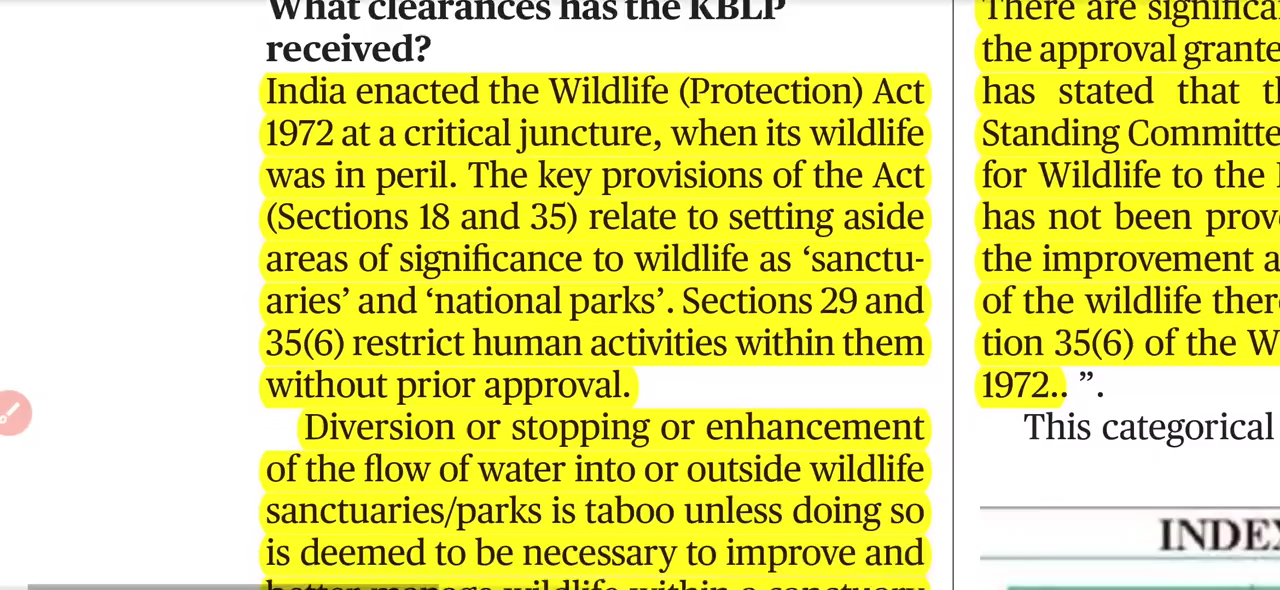 What clearances has the KBLP
received?
India enacted the Wildlife (Protection) Act
1972 at a critical juncture, when its wildlife
was in peril. The key provisions of the Act
(Sections 18 and 35) relate to setting aside
areas of significance to wildlife as ‘sanctu-
aries’ and ‘national parks’. Sections 29 and
35(6) restrict human activities within them
without prior approval.
Diversion or stopping or enhancement
of the flow of water into or outside wildlife
sanctuaries/parks is taboo unless doing so
is deemed to be necessary to improve and
better manage wildlife within a sanctuary
There are
the approval
has stated that
Standing
for Wildlife to the
has not been
the improvement
of the wildlife
tion 35(6) of the
1972.. ”.
This categorical